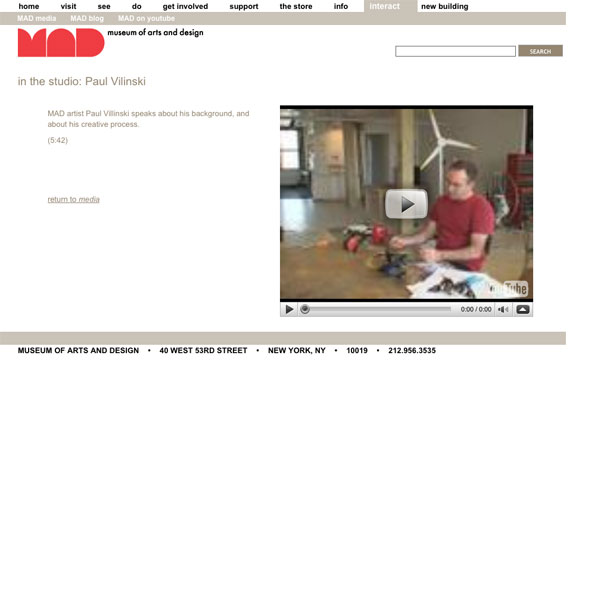 home visit see do get involved support the store info interact new building
MAD media MAD blog MAD on youtube
MAD museum of arts and design
SEARCH
in the studio: Paul Vilinski
MAD artist Paul Villinski speaks about his background, and
about his creative process.
(5:42)
return to media
YouTube
0:00 / 0:00
MUSEUM OF ARTS AND DESIGN • 40 WEST 53RD STREET • NEW YORK, NY • 10019 • 212.956.3535